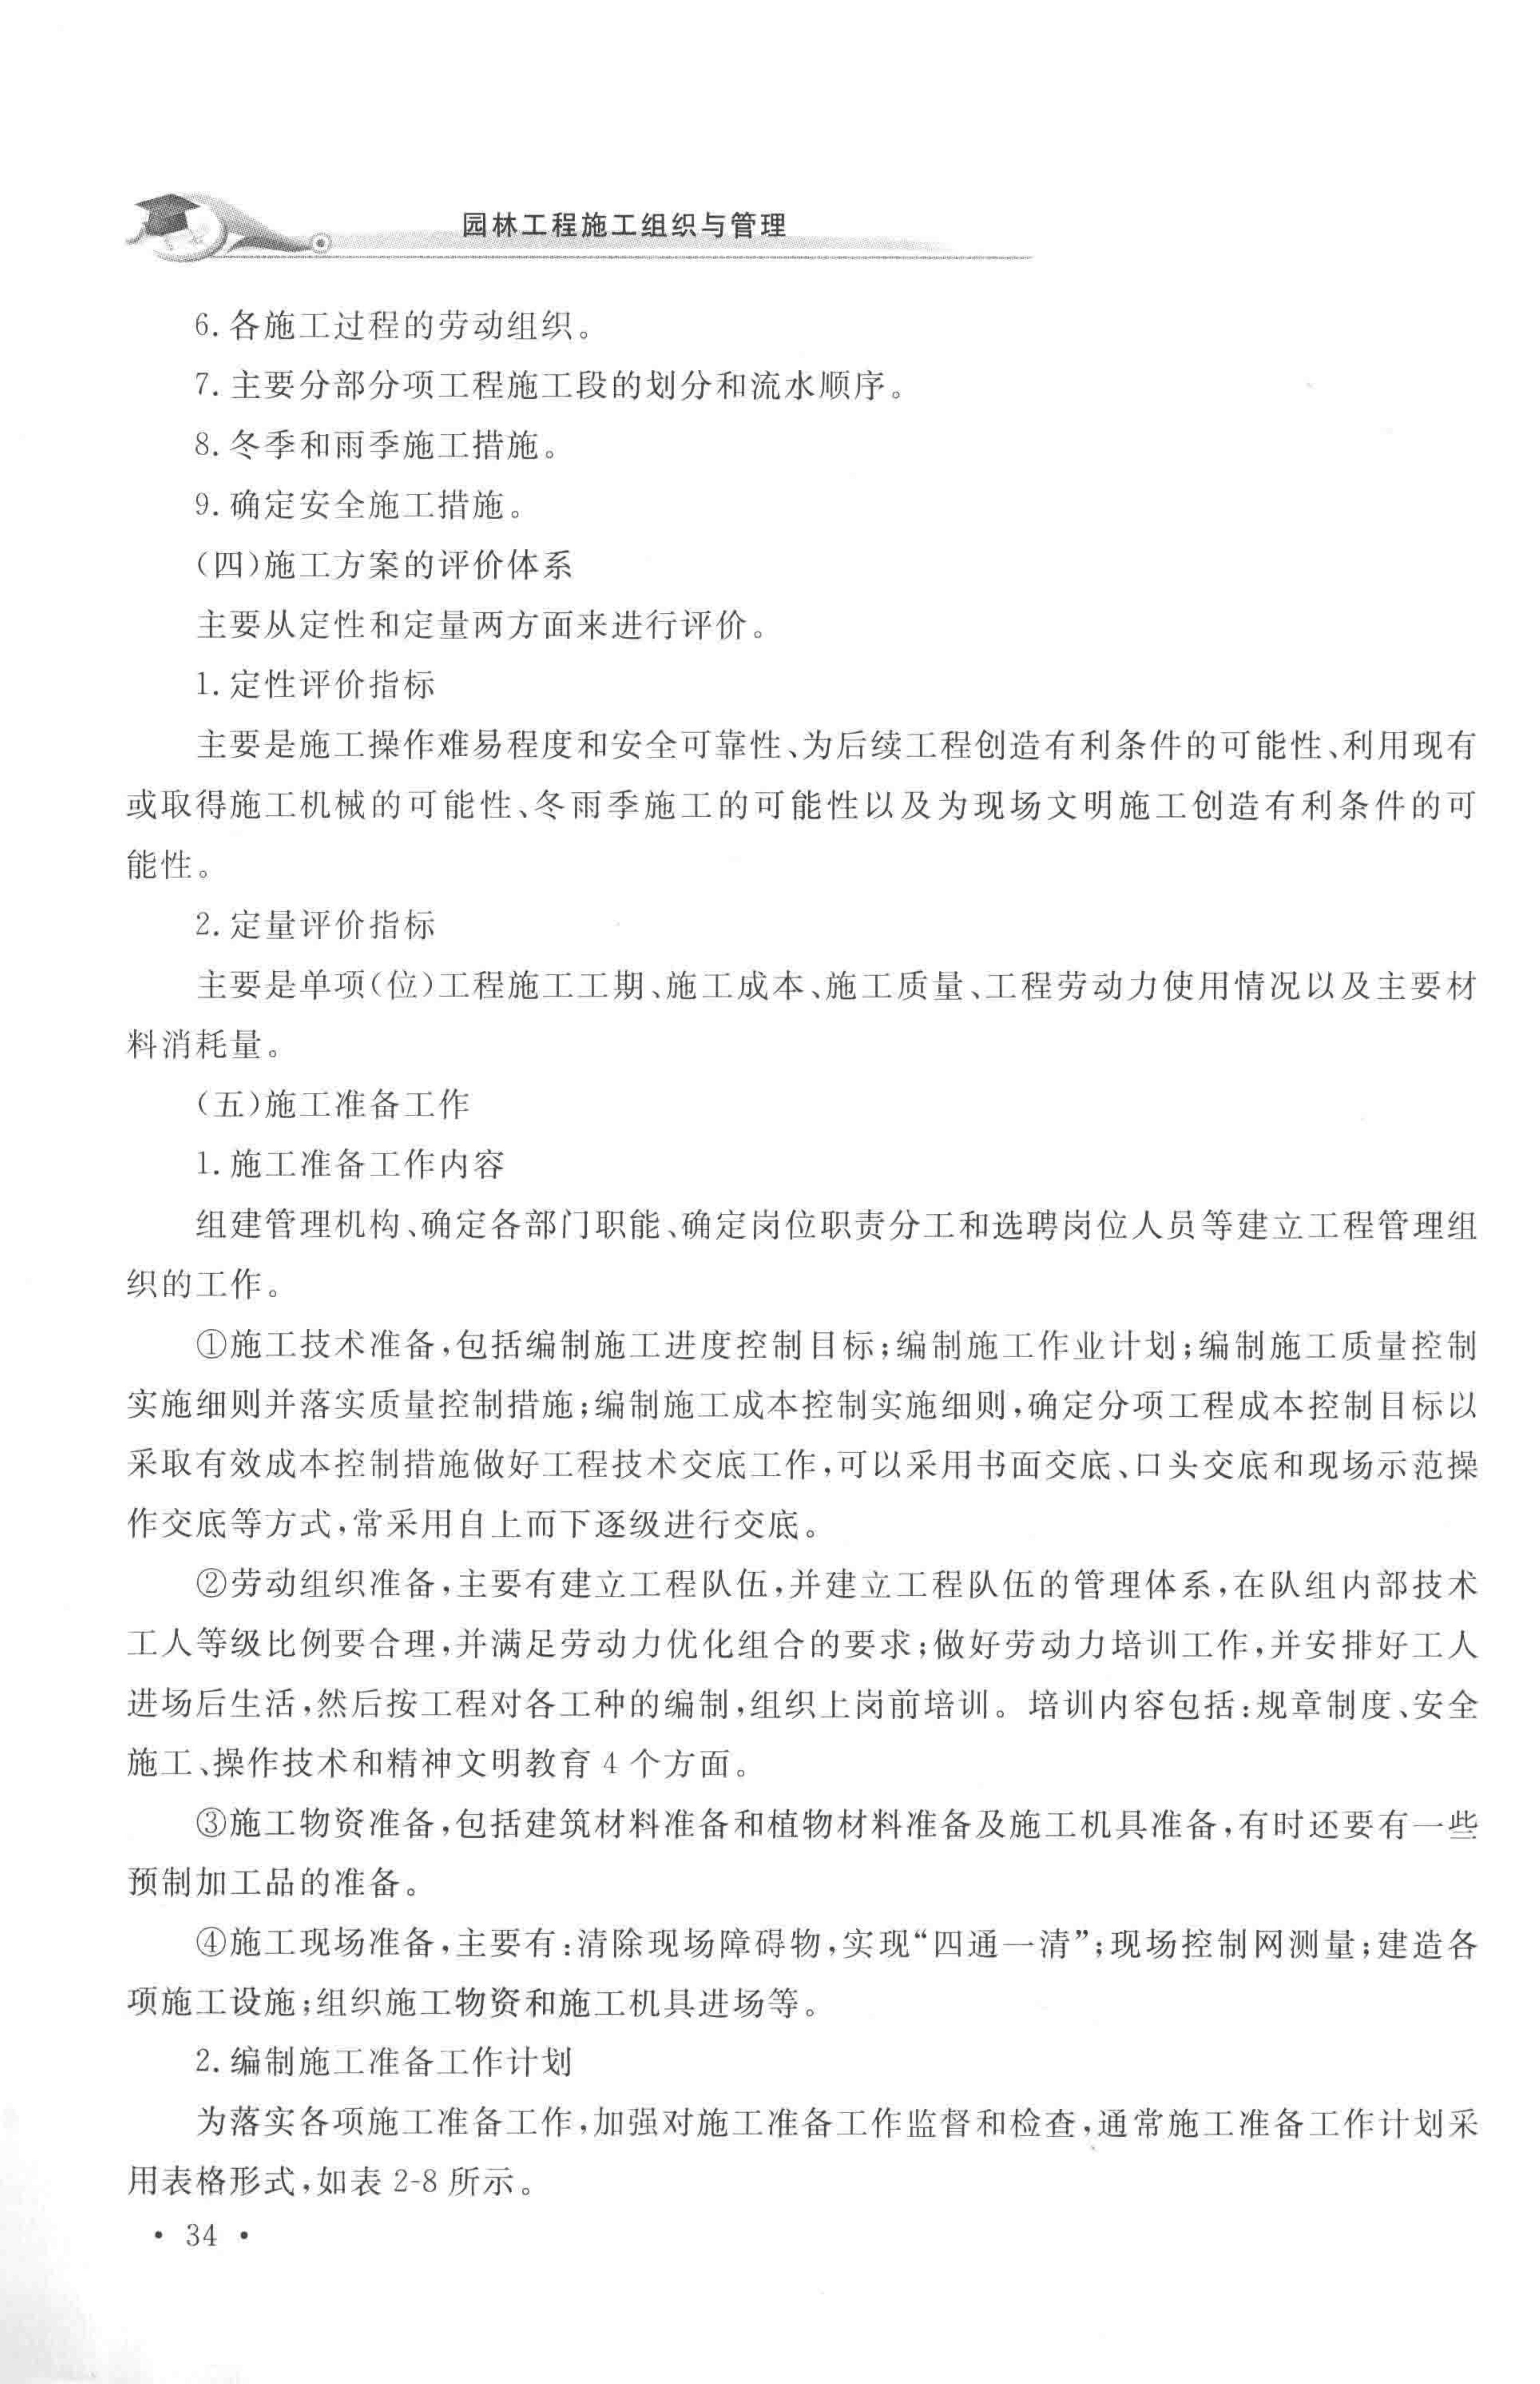 园林工程施工组织与管理
6.各施工过程的劳动组织。
7.主要分部分项工程施工段的划分和流水顺序。
8.冬季和雨季施工措施。
9.确定安全施工措施。
(四)施工方案的评价体系
主要从定性和定量两方面来进行评价。
1.定性评价指标
主要是施工操作难易程度和安全可靠性、为后续工程创造有利条件的可能性、利用现有
或取得施工机械的可能性、冬雨季施工的可能性以及为现场文明施工创造有利条件的可
能性。
2.定量评价指标
主要是单项(位)工程施工工期、施工成本、施工质量、工程劳动力使用情况以及主要材
料消耗量。
(五)施工准备工作
1.施工准备工作内容
组建管理机构、确定各部门职能、确定岗位职责分工和选聘岗位人员等建立工程管理组
织的工作。
①施工技术准备,包括编制施工进度控制目标;编制施工作业计划;编制施工质量控制
实施细则并落实质量控制措施;编制施工成本控制实施细则,确定分项工程成本控制目标以
采取有效成本控制措施做好工程技术交底工作,可以采用书面交底、口头交底和现场示范操
作交底等方式,常采用自上而下逐级进行交底。
②劳动组织准备,主要有建立工程队伍,并建立工程队伍的管理体系,在队组内部技术
工人等级比例要合理,并满足劳动力优化组合的要求;做好劳动力培训工作,并安排好工人
进场后生活,然后按工程对各工种的编制,组织上岗前培训。培训内容包括:规章制度、安全
施工、操作技术和精神文明教育 4 个方面。
③施工物资准备,包括建筑材料准备和植物材料准备及施工机具准备,有时还要有一些
预制加工品的准备。
④施工现场准备,主要有:清除现场障碍物,实现“四通一清”;现场控制网测量;建造各
项施工设施;组织施工物资和施工机具进场等。
2.编制施工准备工作计划
为落实各项施工准备工作,加强对施工准备工作监督和检查,通常施工准备工作计划采
用表格形式,如表 2-8 所示。
• 34 •